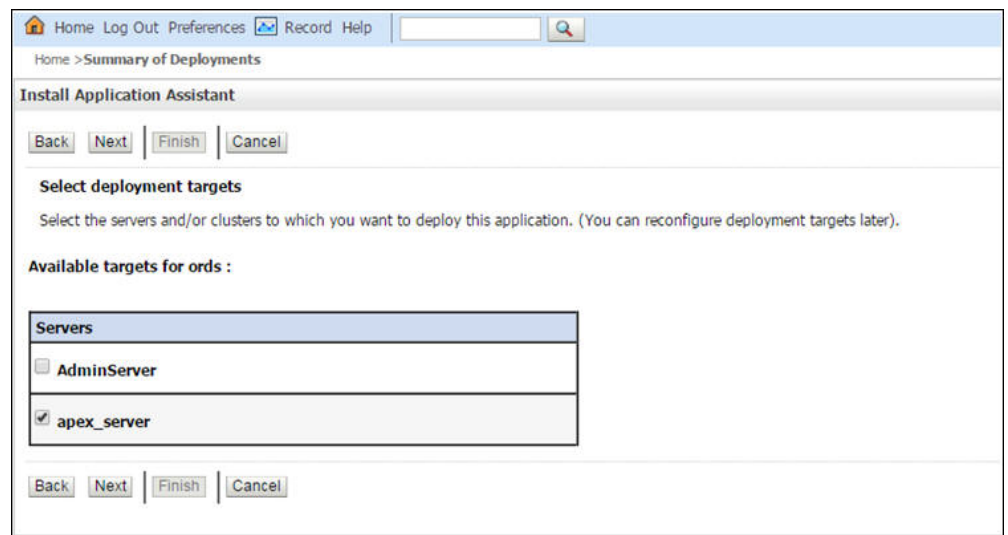 Home Log Out Preferences Record Help
Home >Summary of Deployments
Install Application Assistant
Back Next Finish Cancel
Select deployment targets
Select the servers and/or clusters to which you want to deploy this application. (You can reconfigure deployment targets later).
Available targets for ords :
Servers
AdminServer
apex_server
Back Next Finish Cancel